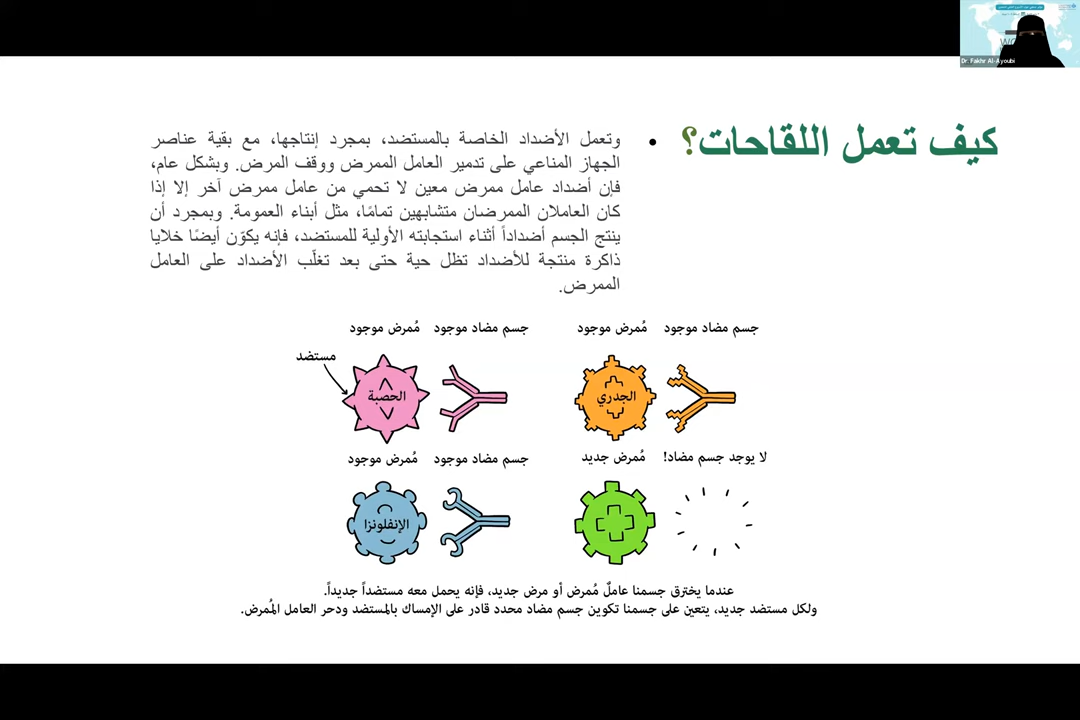 كيف تعمل اللقاحات؟
• وتعمل الأضداد الخاصة بالمستضد، بمجرد إنتاجها، مع بقية عناصر
الجهاز المناعي على تدمير العامل الممرض ووقف المرض. وبشكل عام،
فإن أضداد عامل ممرض معين لا تحمي من عامل ممرض آخر إلا إذا
كان العاملان الممرضان متشابهين تمامًا، مثل أبناء العمومة. وبمجرد أن
ينتج الجسم أضداداً أثناء استجابته الأولية للمستضد، فإنه يكوّن أيضًا خلايا
ذاكرة منتجة للأضداد تظل حية حتى بعد تغلّب الأضداد على العامل
الممرض.
جسم مضاد موجود
مُمرض موجود
جسم مضاد موجود
مُمرض موجود
مستضد
الجدري
الحصبة
لا يوجد جسم مضاد!
مُمرض جديد
جسم مضاد موجود
مُمرض موجود
الإنفلونزا
عندما يخترق جسمنا عاملٌ مُمرض أو مرض جديد، فإنه يحمل معه مستضداً جديداً.
ولكل مستضد جديد، يتعين على جسمنا تكوين جسم مضاد محدد قادر على الإمساك بالمستضد ودحر العامل المُمرض.
Dr. Fakhr Al-Ayoubi